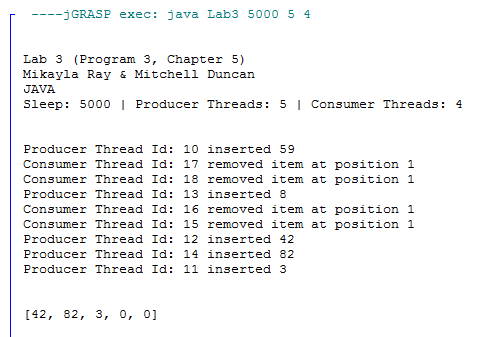 ----jGRASP exec: java Lab3 5000 5 4
Lab 3 (Program 3, Chapter 5)
Mikayla Ray & Mitchell Duncan
JAVA
Sleep: 5000 | Producer Threads: 5 | Consumer Threads: 4
Producer Thread Id: 10 inserted 59
Consumer Thread Id: 17 removed item at position 1
Consumer Thread Id: 18 removed item at position 1
Producer Thread Id: 13 inserted 8
Consumer Thread Id: 16 removed item at position 1
Consumer Thread Id: 15 removed item at position 1
Producer Thread Id: 12 inserted 42
Producer Thread Id: 14 inserted 82
Producer Thread Id: 11 inserted 3
[42, 82, 3, 0, 0]